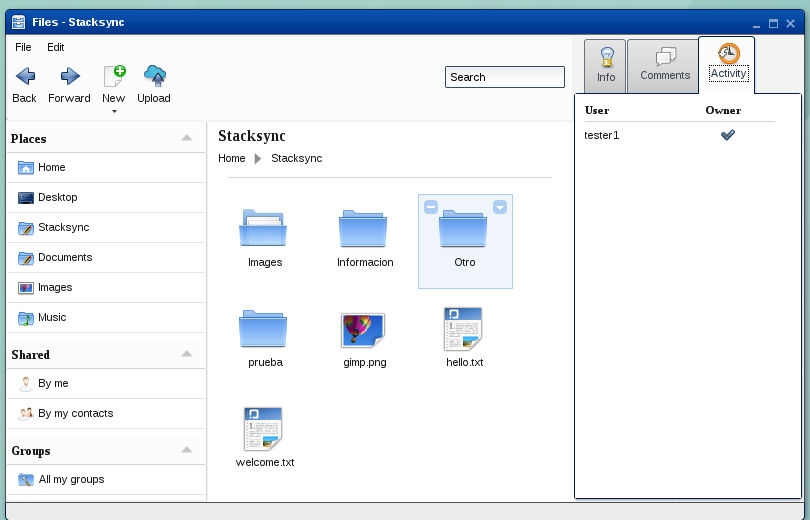 Files - Stacksync
File Edit
Back Forward New Upload
Search
Info Comments Activity
Places
Home
Desktop
Stacksync
Documents
Images
Music
Shared
By me
By my contacts
Groups
All my groups
Stacksync
Home Stacksync
Images Informacion Otro
prueba gimp.png hello.txt
welcome.txt
User Owner
tester1